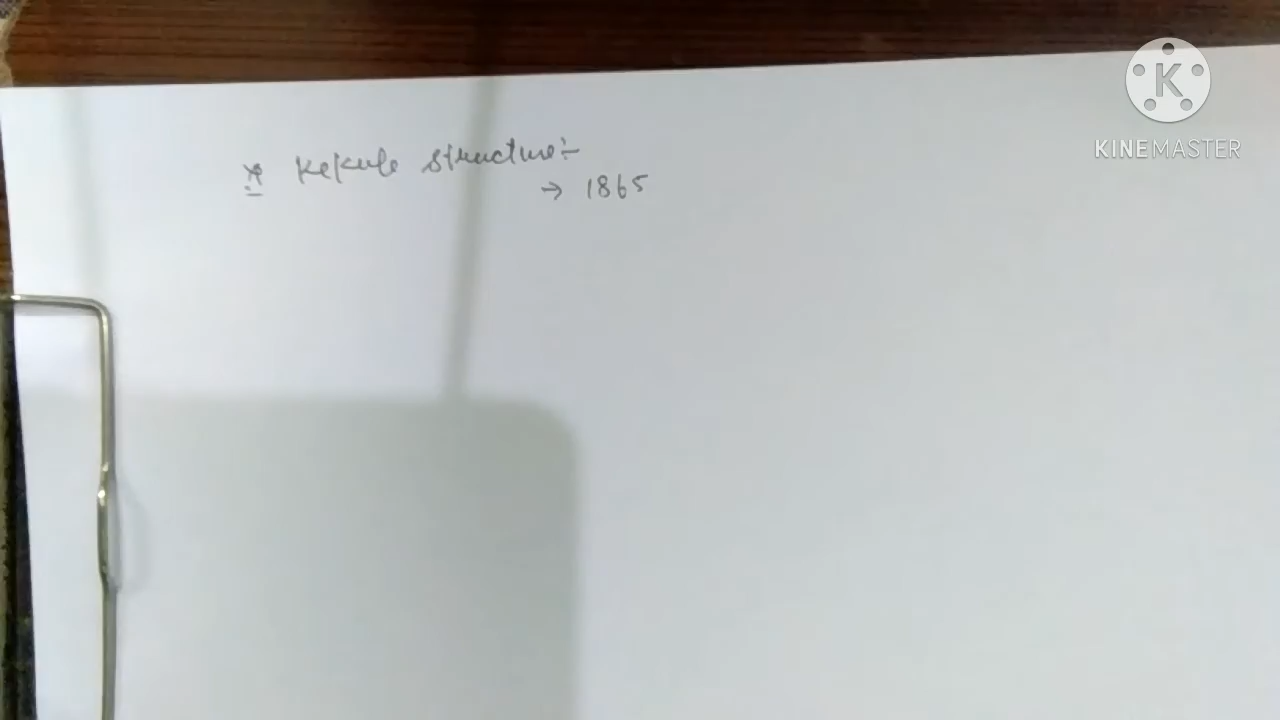 * Kekule structure:-
→ 1865
K
KINEMASTER